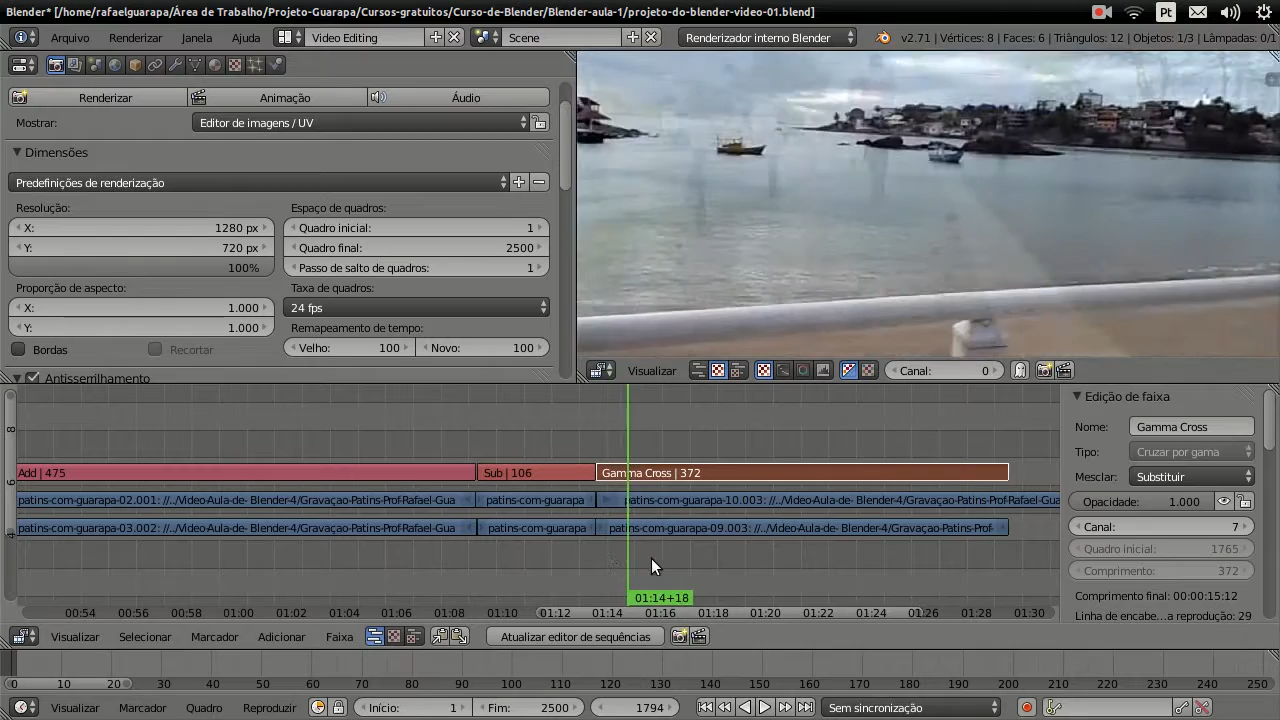 Blender* [/home/rafaelguarapa/Área de Trabalho/Projeto-Guarapa/Cursos-gratuitos/Curso-de-Blender/Blender-aula-1/projeto-do-blender-video-01.blend]
Pt
Arquivo Renderizar Janela Ajuda Video Editing Scene Renderizador interno Blender v2.71 | Vértices: 8 | Faces: 6 | Triângulos: 12 | Objetos: 1/3 | Lâmpadas: 0/1
Renderizar Animação Áudio
Mostrar: Editor de imagens / UV
Dimensões
Predefinições de renderização
Resolução: Espaço de quadros:
X: 1280 px Quadro inicial: 1
Y: 720 px Quadro final: 2500
100% Passo de salto de quadros: 1
Proporção de aspecto: Taxa de quadros:
X: 1.000 24 fps
Y: 1.000 Remapeamento de tempo:
Bordas Recortar Velho: 100 Novo: 100
Antisserrilhamento
Visualizar Canal: 0
8
6
4
Add | 475 Sub | 106 Gamma Cross | 372
patins-com-guarapa-02.001: //../Video-Aula-de- Blender-4/Gravaçao-Patins-Prof-Rafael-Gua patins-com-guarapa patins-com-guarapa-10.003: //../Video-Aula-de- Blender-4/Gravaçao-Patins-Prof-Rafael-Gua
patins-com-guarapa-03.002: //../Video-Aula-de- Blender-4/Gravaçao-Patins-Prof-Rafael-Gua patins-com-guarapa patins-com-guarapa-09.003: //../Video-Aula-de- Blender-4/Gravaçao-Patins-Prof-
01:14+18
00:54 00:56 00:58 01:00 01:02 01:04 01:06 01:08 01:10 01:12 01:14 01:16 01:18 01:20 01:22 01:24 01:26 01:28 01:30
Edição de faixa
Nome: Gamma Cross
Tipo: Cruzar por gama
Mesclar: Substituir
Opacidade: 1.000
Canal: 7
Quadro inicial: 1765
Comprimento: 372
Comprimento final: 00:00:15:12
Linha de encabe...a reprodução: 29
Visualizar Selecionar Marcador Adicionar Faixa Atualizar editor de sequências
0 10 20 30 40 50 60 70 80 90 100 110 120 130 140 150 160 170 180 190 200 210 220 230 240 250
Visualizar Marcador Quadro Reproduzir Início: 1 Fim: 2500 1794 Sem sincronização